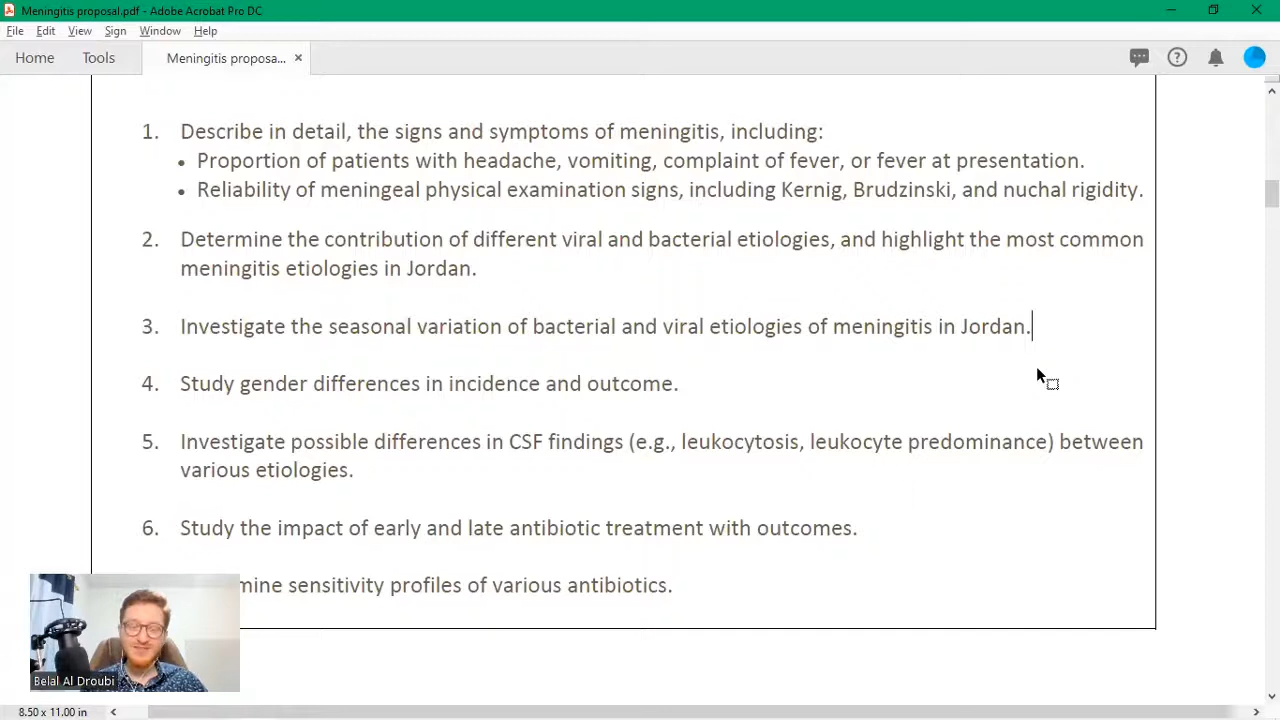 Meningitis proposal.pdf - Adobe Acrobat Pro DC
File Edit View Sign Window Help
Home Tools Meningitis proposa... ×
1. Describe in detail, the signs and symptoms of meningitis, including:
• Proportion of patients with headache, vomiting, complaint of fever, or fever at presentation.
• Reliability of meningeal physical examination signs, including Kernig, Brudzinski, and nuchal rigidity.
2. Determine the contribution of different viral and bacterial etiologies, and highlight the most common
meningitis etiologies in Jordan.
3. Investigate the seasonal variation of bacterial and viral etiologies of meningitis in Jordan.
4. Study gender differences in incidence and outcome.
5. Investigate possible differences in CSF findings (e.g., leukocytosis, leukocyte predominance) between
various etiologies.
6. Study the impact of early and late antibiotic treatment with outcomes.
mine sensitivity profiles of various antibiotics.
Belal Al Droubi
8.50 x 11.00 in